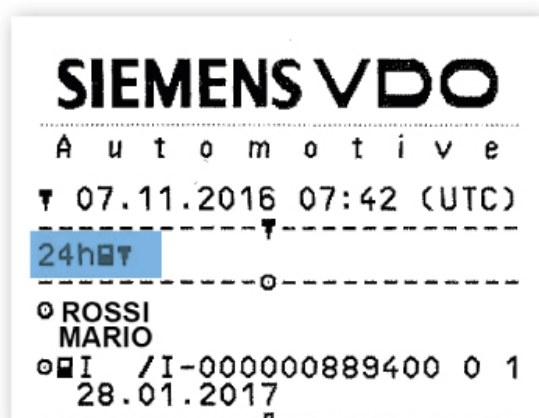 SIEMENS VDO
Automotive
07.11.2016 07:42 (UTC)
24h
ROSSI
MARIO
I /I-000000889400 0 1
28.01.2017